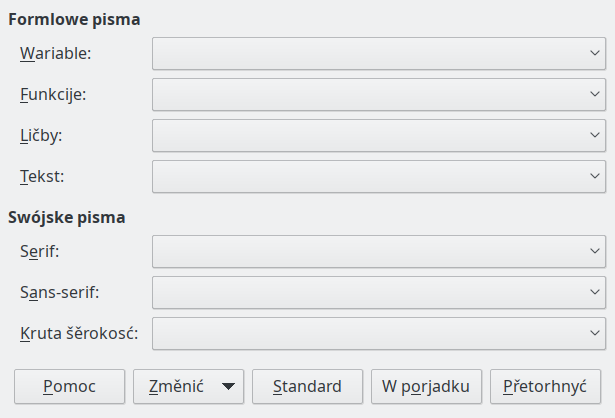 Formlowe pisma
Wariable:
Funkcije:
Ličby:
Tekst:
Swójske pisma
Serif:
Sans-serif:
Kruta šěrokosć:
Pomoc Změnić Standard W porjadku Přetorhnyć